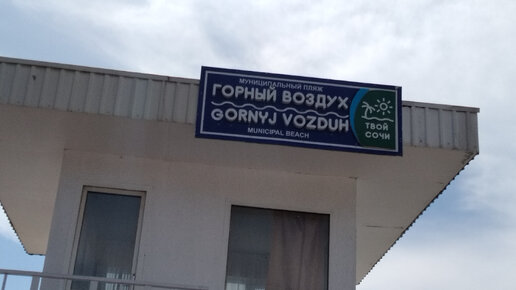 МУНИЦИПАЛЬНЫЙ ПЛЯЖ
ГОРНЫЙ ВОЗДУХ
GORNYJ VOZDUH
MUNICIPAL BEACH
ТВОЙ
СОЧИ